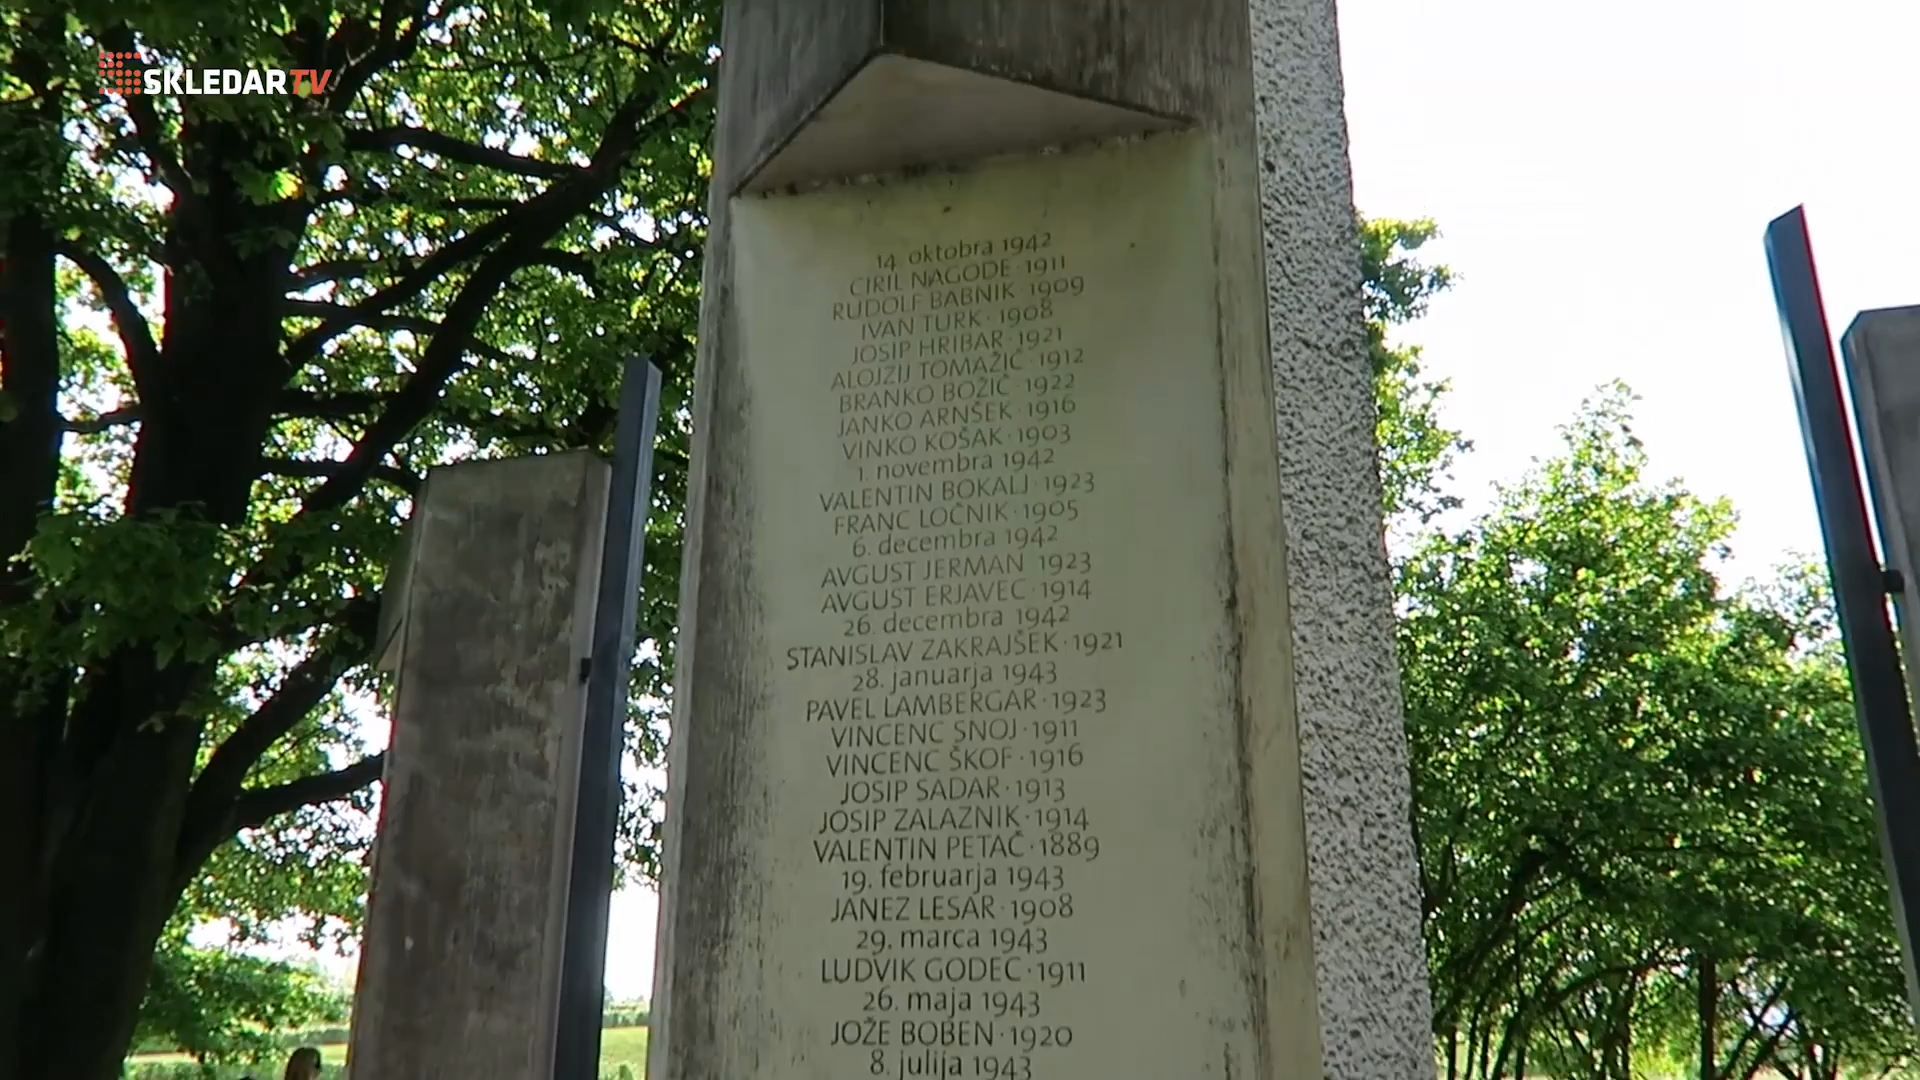 SKLEDARTV
14 oktobra 1942
CIRIL NAGODE · 1911
RUDOLF BABNIK 1909
IVAN TURK · 1908
JOSIP HRIBAR · 1921
ALOJZIJ TOMAŽIČ · 1912
BRANKO BOŽIČ · 1922
JANKO ARNŠEK · 1916
VINKO KOŠAK · 1903
1. novembra 1942
VALENTIN BOKALJ · 1923
FRANC LOČNIK · 1905
6. decembra 1942
AVGUST JERMAN · 1923
AVGUST ERJAVEC · 1914
26. decembra 1942
STANISLAV ZAKRAJŠEK · 1921
28. januarja 1943
PAVEL LAMBERGAR · 1923
VINCENC SNOJ · 1911
VINCENC ŠKOF · 1916
JOSIP SADAR · 1913
JOSIP ZALAZNIK · 1914
VALENTIN PETAČ · 1889
19. februarja 1943
JANEZ LESAR · 1908
29. marca 1943
LUDVIK GODEC · 1911
26. maja 1943
JOŽE BOBEN · 1920
8. julija 1943